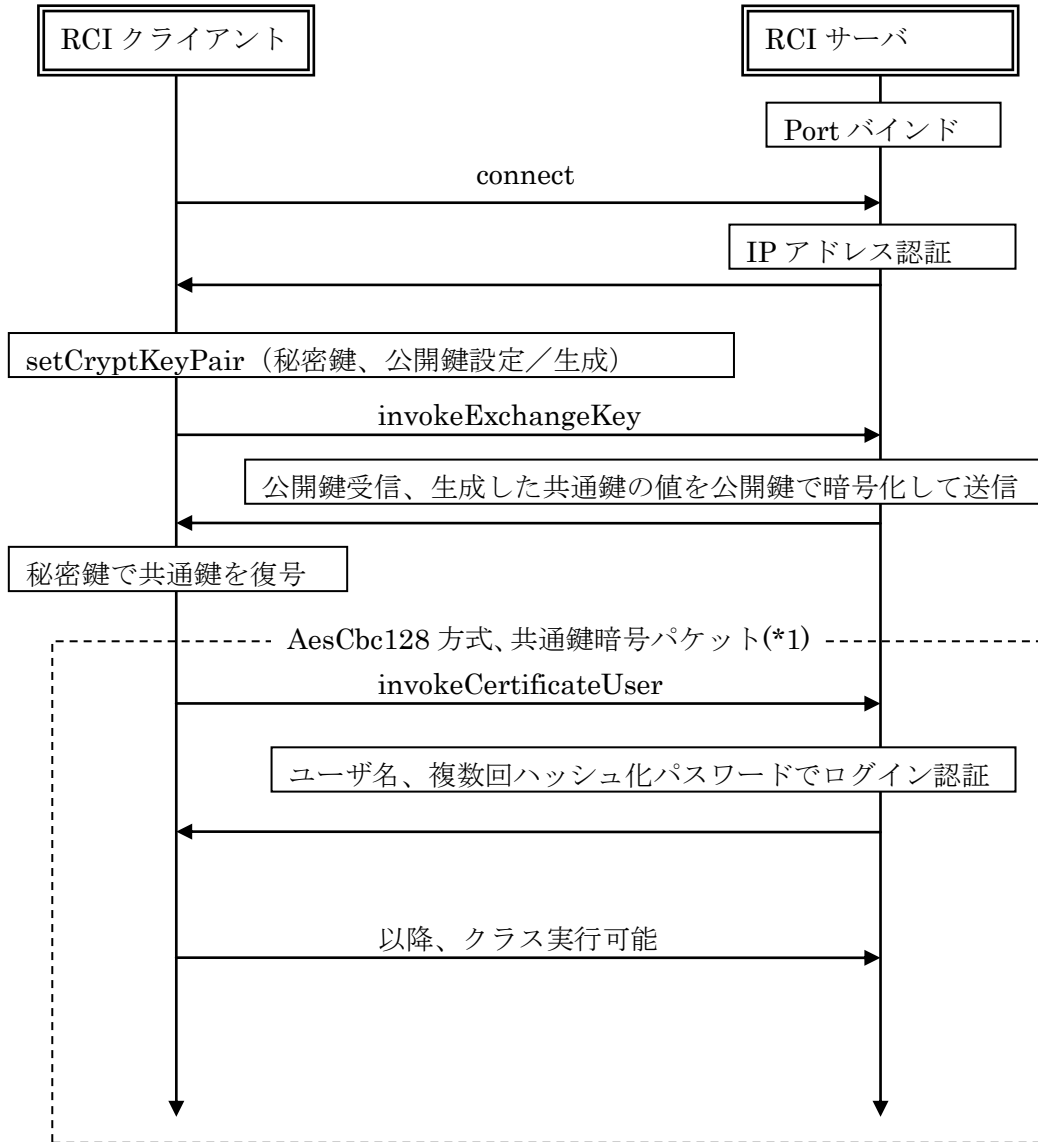 RCI クライアント
RCI サーバ
Port バインド
connect
IP アドレス認証
setCryptKeyPair（秘密鍵、公開鍵設定／生成）
invokeExchangeKey
公開鍵受信、生成した共通鍵の値を公開鍵で暗号化して送信
秘密鍵で共通鍵を復号
AesCbc128 方式、共通鍵暗号パケット(*1)
invokeCertificateUser
ユーザ名、複数回ハッシュ化パスワードでログイン認証
以降、クラス実行可能